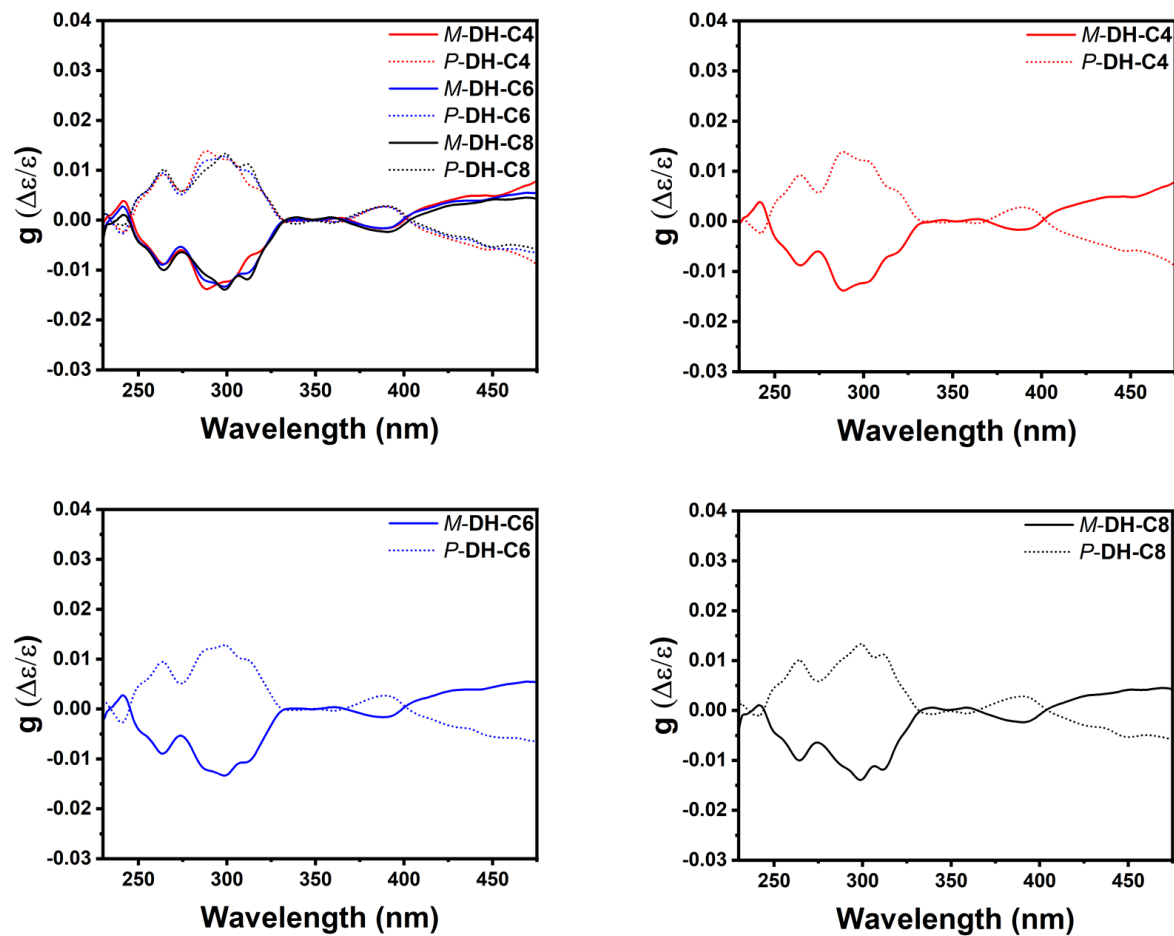 0.04
0.03
0.02
0.01
0.00
-0.01
-0.02
-0.03
g (Δε/ε)
M-DH-C4
P-DH-C4
M-DH-C6
P-DH-C6
M-DH-C8
P-DH-C8
250 300 350 400 450
Wavelength (nm)
0.04
0.03
0.02
0.01
0.00
-0.01
-0.02
-0.03
g (Δε/ε)
M-DH-C4
P-DH-C4
250 300 350 400 450
Wavelength (nm)
0.04
0.03
0.02
0.01
0.00
-0.01
-0.02
-0.03
g (Δε/ε)
M-DH-C6
P-DH-C6
250 300 350 400 450
Wavelength (nm)
0.04
0.03
0.02
0.01
0.00
-0.01
-0.02
-0.03
g (Δε/ε)
M-DH-C8
P-DH-C8
250 300 350 400 450
Wavelength (nm)